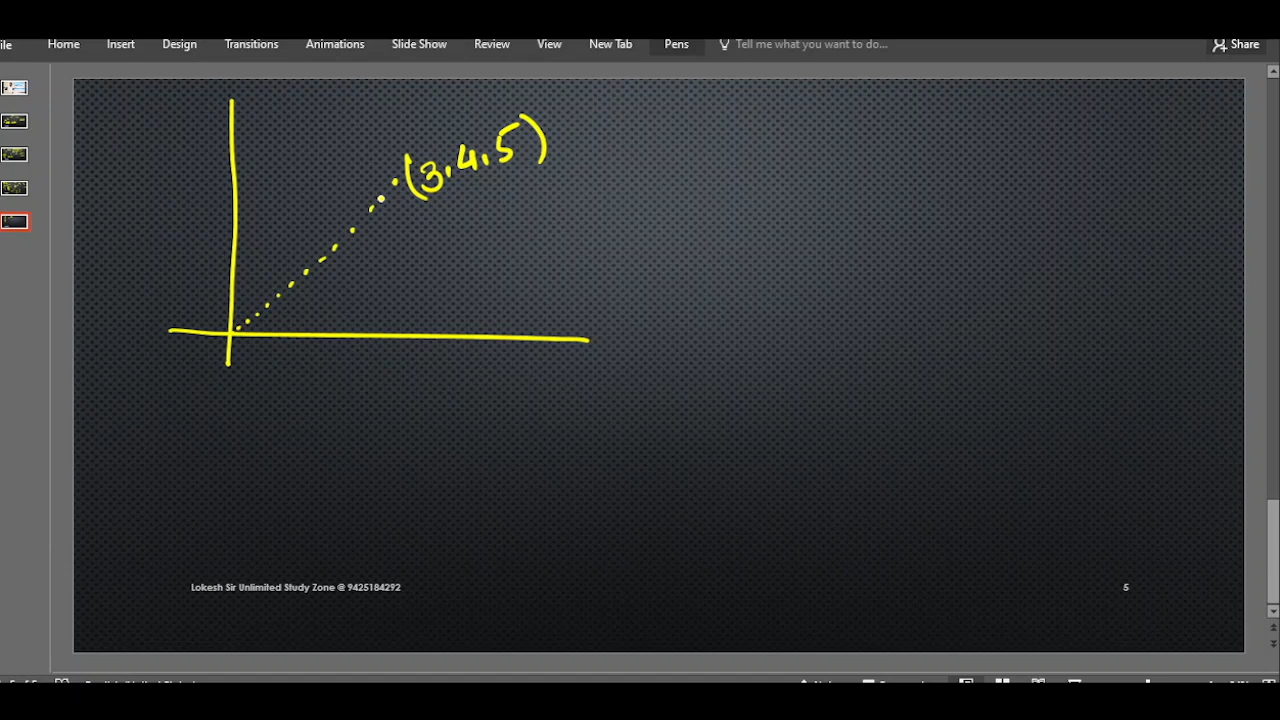 ile Home Insert Design Transitions Animations Slide Show Review View New Tab Pens Tell me what you want to do... Share
(3,4,5)
Lokesh Sir Unlimited Study Zone @ 9425184292
5